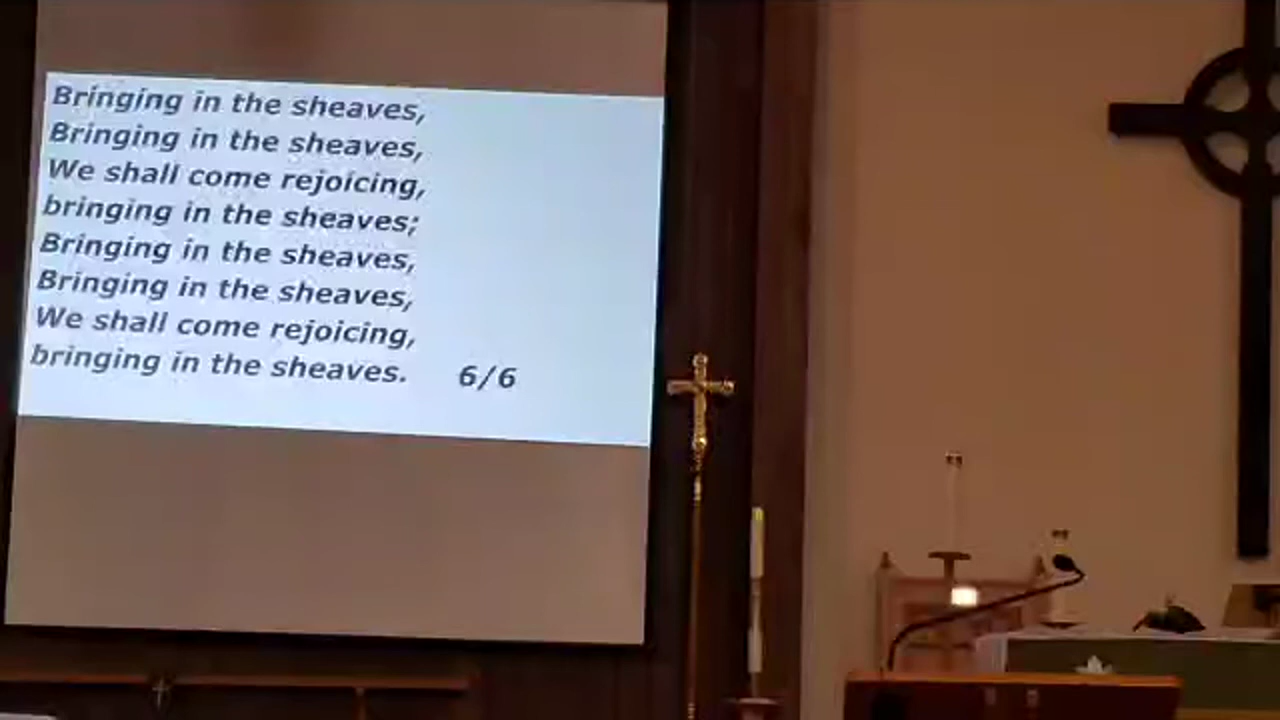 Bringing in the sheaves,
Bringing in the sheaves,
We shall come rejoicing,
bringing in the sheaves;
Bringing in the sheaves,
Bringing in the sheaves,
We shall come rejoicing,
bringing in the sheaves. 6/6